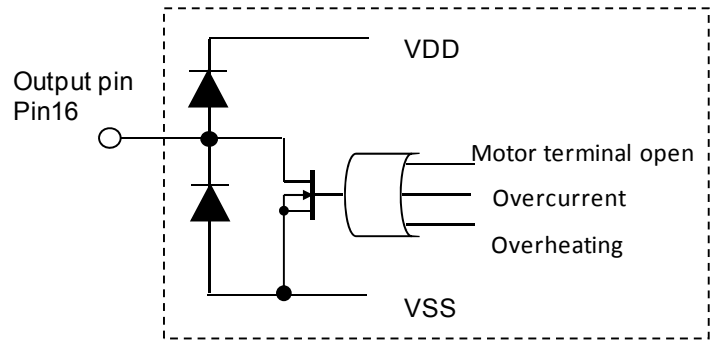 VDD
Output pin
Pin16
Motor terminal open
Overcurrent
Overheating
VSS